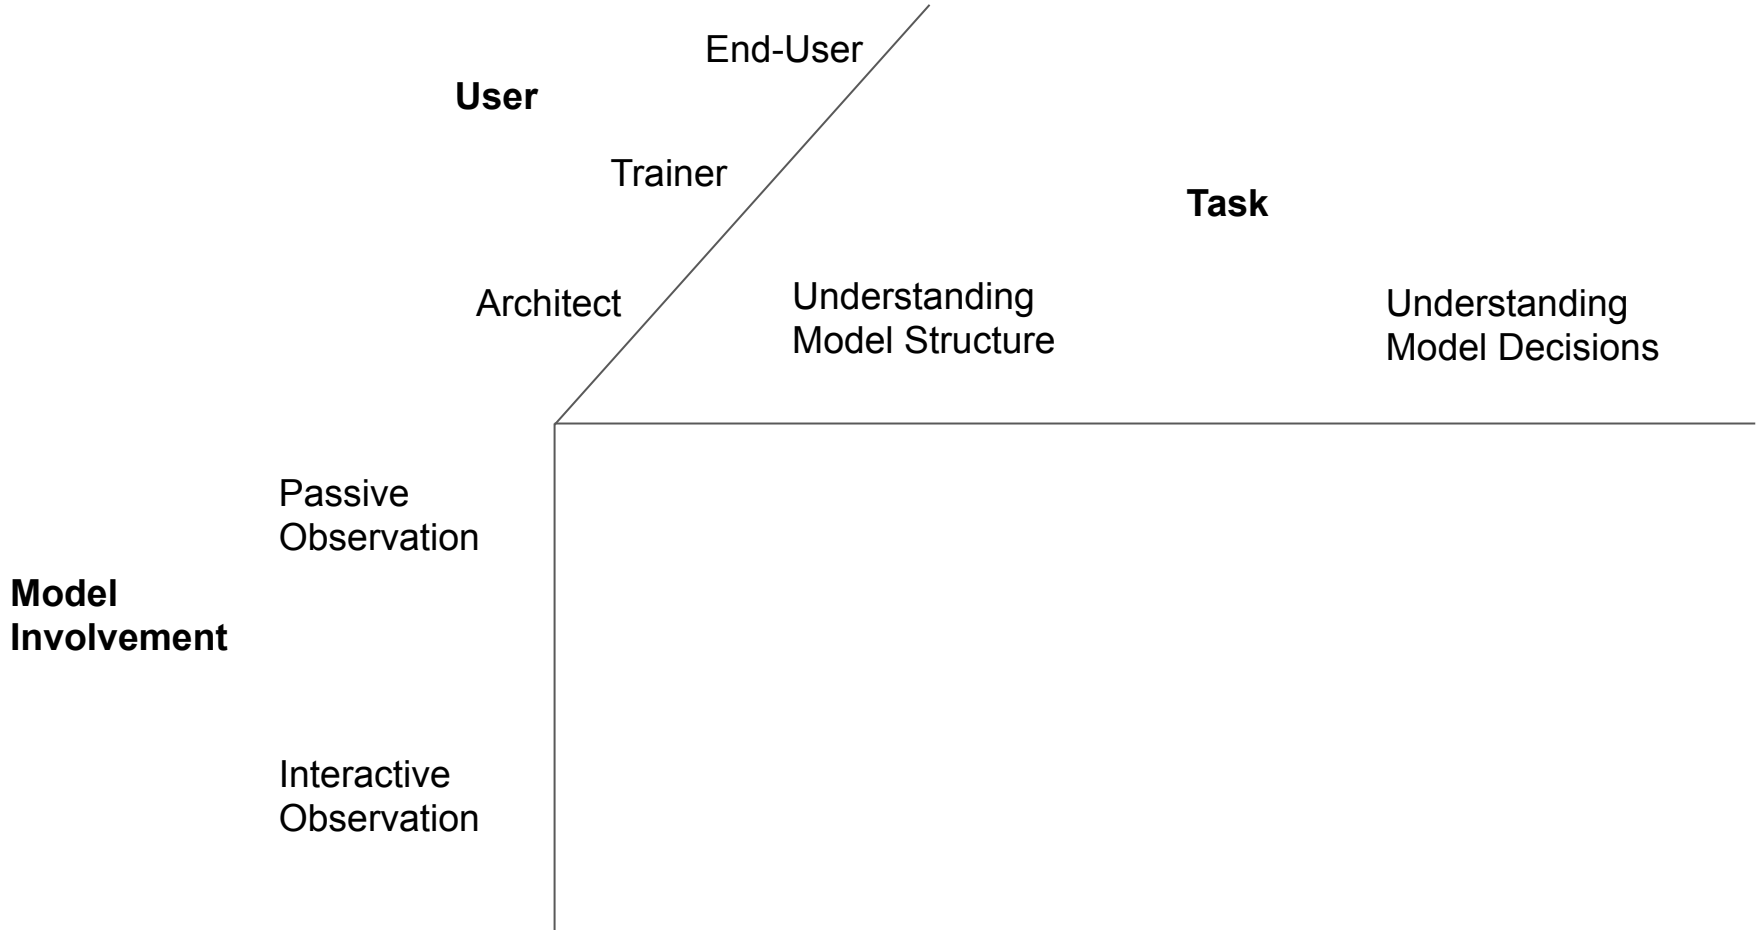 End-User
User
Trainer
Task
Architect
Understanding
Model Structure
Understanding
Model Decisions
Passive
Observation
Model
Involvement
Interactive
Observation